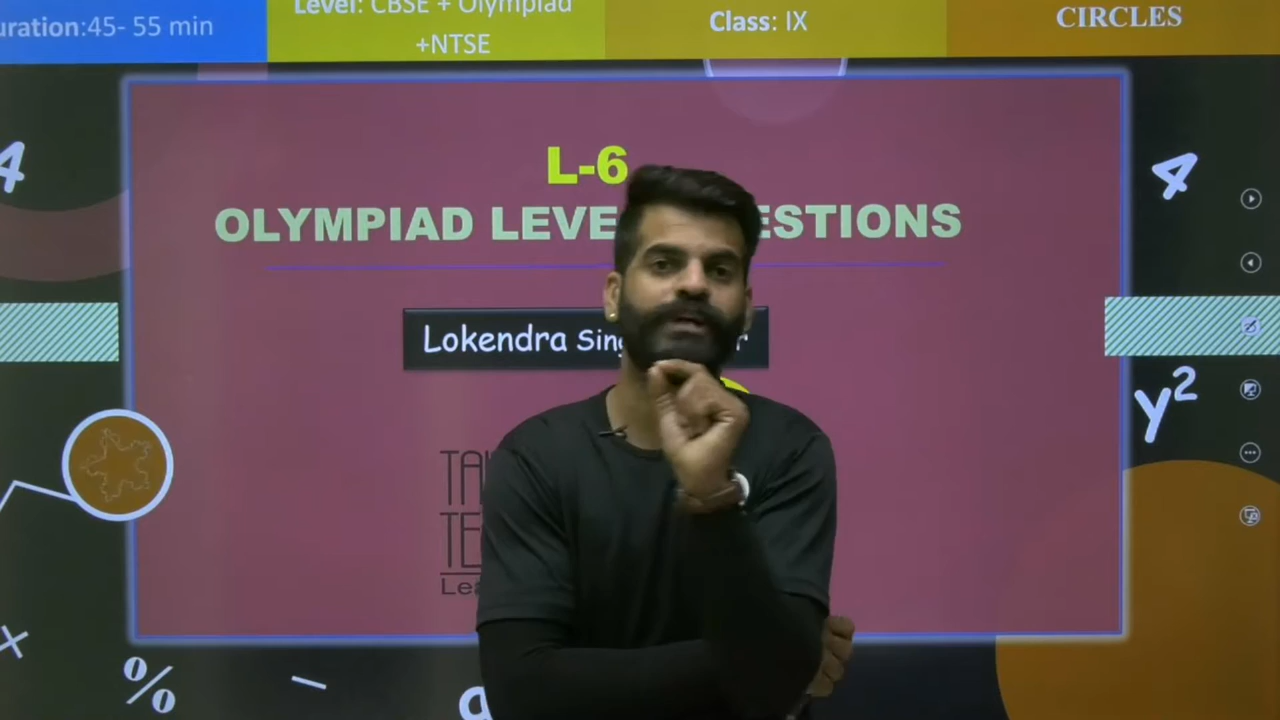 uration:45- 55 min
Level: CBSE + Olympiad
+NTSE
Class: IX
CIRCLES
L-6
OLYMPIAD LEVE ESTIONS
Lokendra Sing r
4
4
y²
x
%